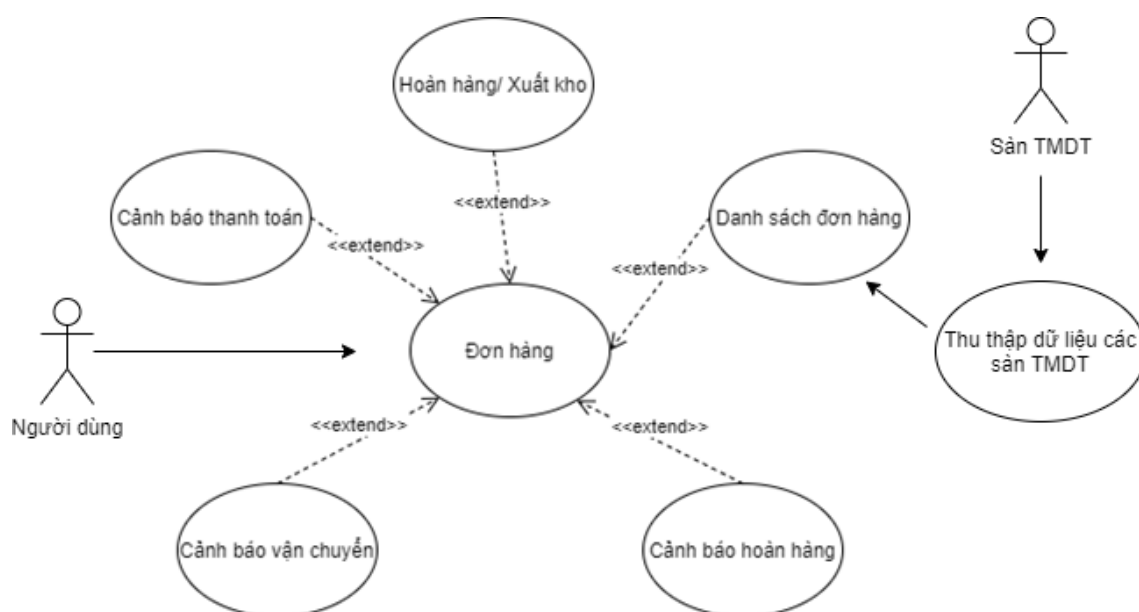 Hoàn hàng/ Xuất kho
Sàn TMDT
<<extend>>
Cảnh báo thanh toán
Danh sách đơn hàng
<<extend>>
<<extend>>
Đơn hàng
Thu thập dữ liệu các
sàn TMDT
Người dùng
<<extend>>
<<extend>>
Cảnh báo vận chuyển
Cảnh báo hoàn hàng